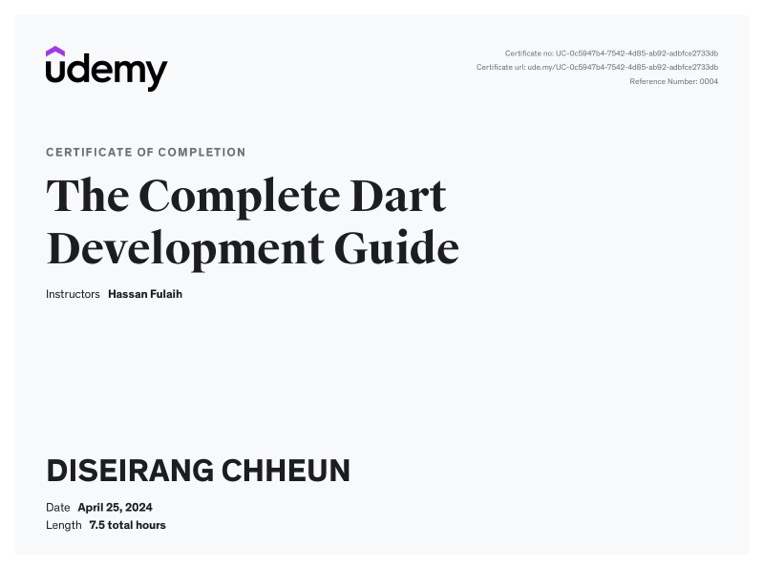 udemy
Certificate no: UC-0c5947b4-7542-4d85-ab92-adbfce2733db
Certificate url: ude.my/UC-0c5947b4-7542-4d85-ab92-adbfce2733db
Reference Number: 0004
CERTIFICATE OF COMPLETION
The Complete Dart
Development Guide
Instructors Hassan Fulaih
DISEIRANG CHHEUN
Date April 25, 2024
Length 7.5 total hours